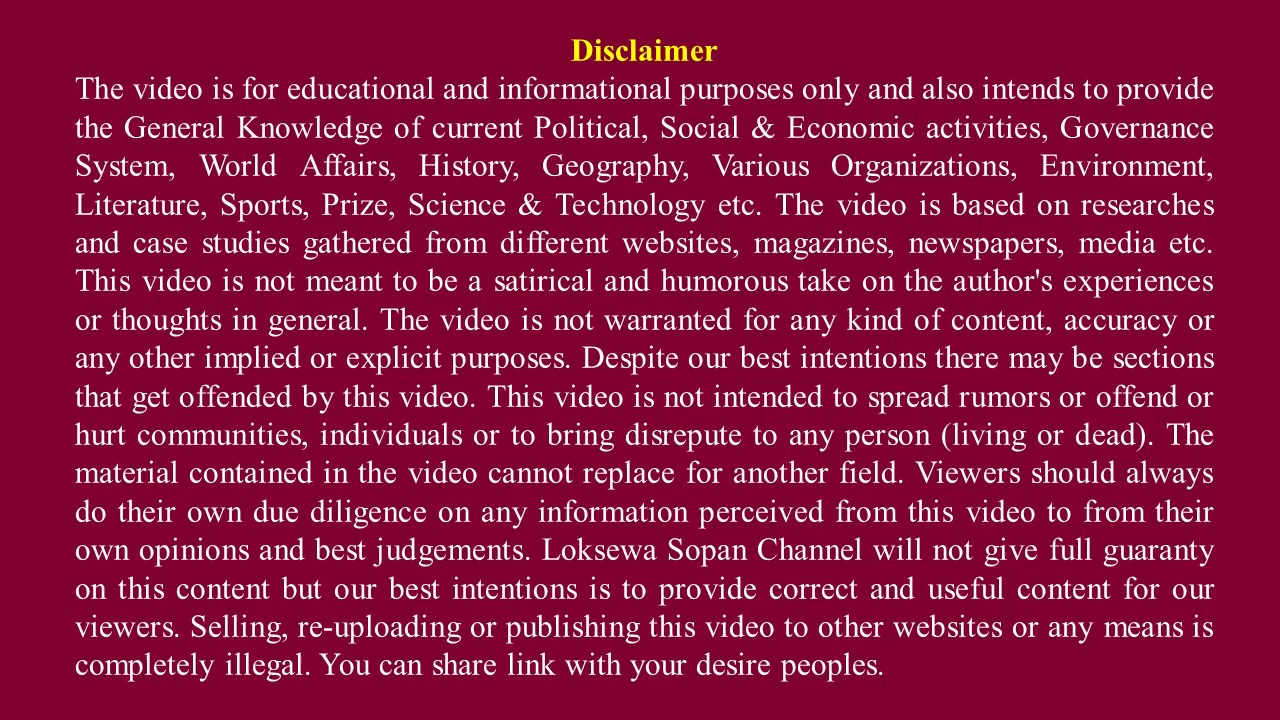 Disclaimer
The video is for educational and informational purposes only and also intends to provide
the General Knowledge of current Political, Social & Economic activities, Governance
System, World Affairs, History, Geography, Various Organizations, Environment,
Literature, Sports, Prize, Science & Technology etc. The video is based on researches
and case studies gathered from different websites, magazines, newspapers, media etc.
This video is not meant to be a satirical and humorous take on the author's experiences
or thoughts in general. The video is not warranted for any kind of content, accuracy or
any other implied or explicit purposes. Despite our best intentions there may be sections
that get offended by this video. This video is not intended to spread rumors or offend or
hurt communities, individuals or to bring disrepute to any person (living or dead). The
material contained in the video cannot replace for another field. Viewers should always
do their own due diligence on any information perceived from this video to from their
own opinions and best judgements. Loksewa Sopan Channel will not give full guaranty
on this content but our best intentions is to provide correct and useful content for our
viewers. Selling, re-uploading or publishing this video to other websites or any means is
completely illegal. You can share link with your desire peoples.